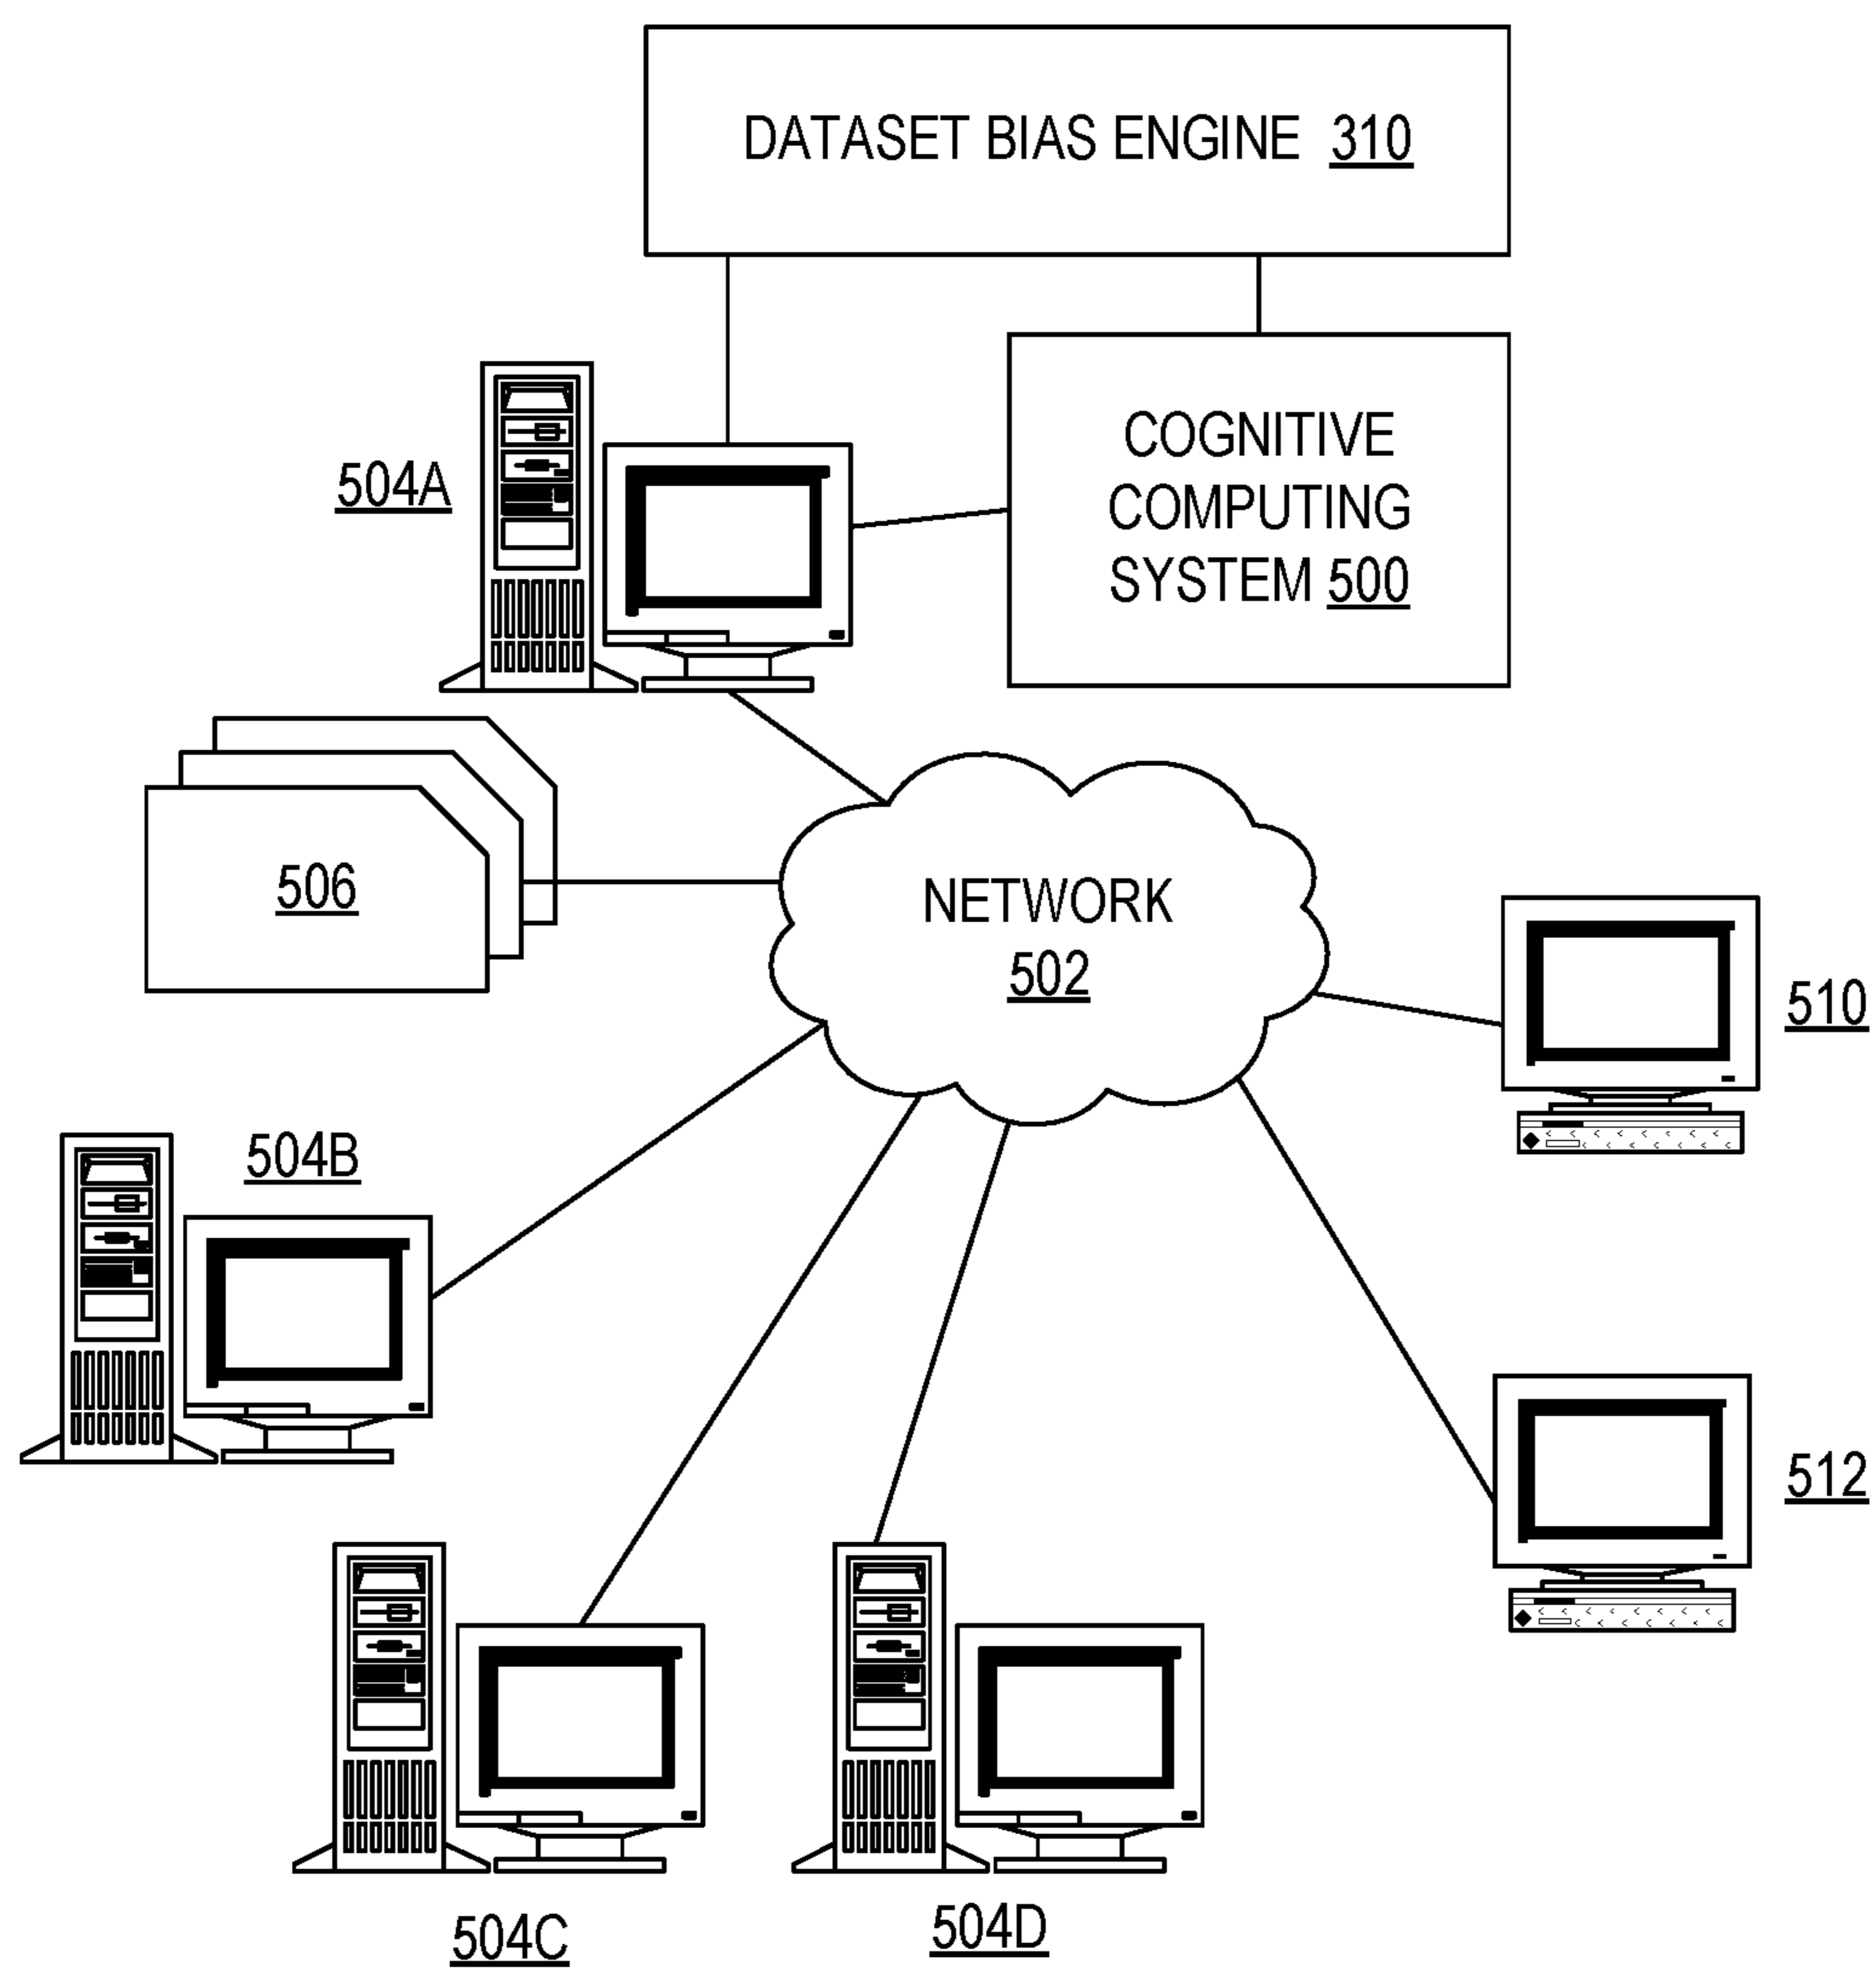 DATASET BIAS ENGINE 310
504A
COGNITIVE
COMPUTING
SYSTEM 500
506
NETWORK
502
510
504B
512
504C
504D